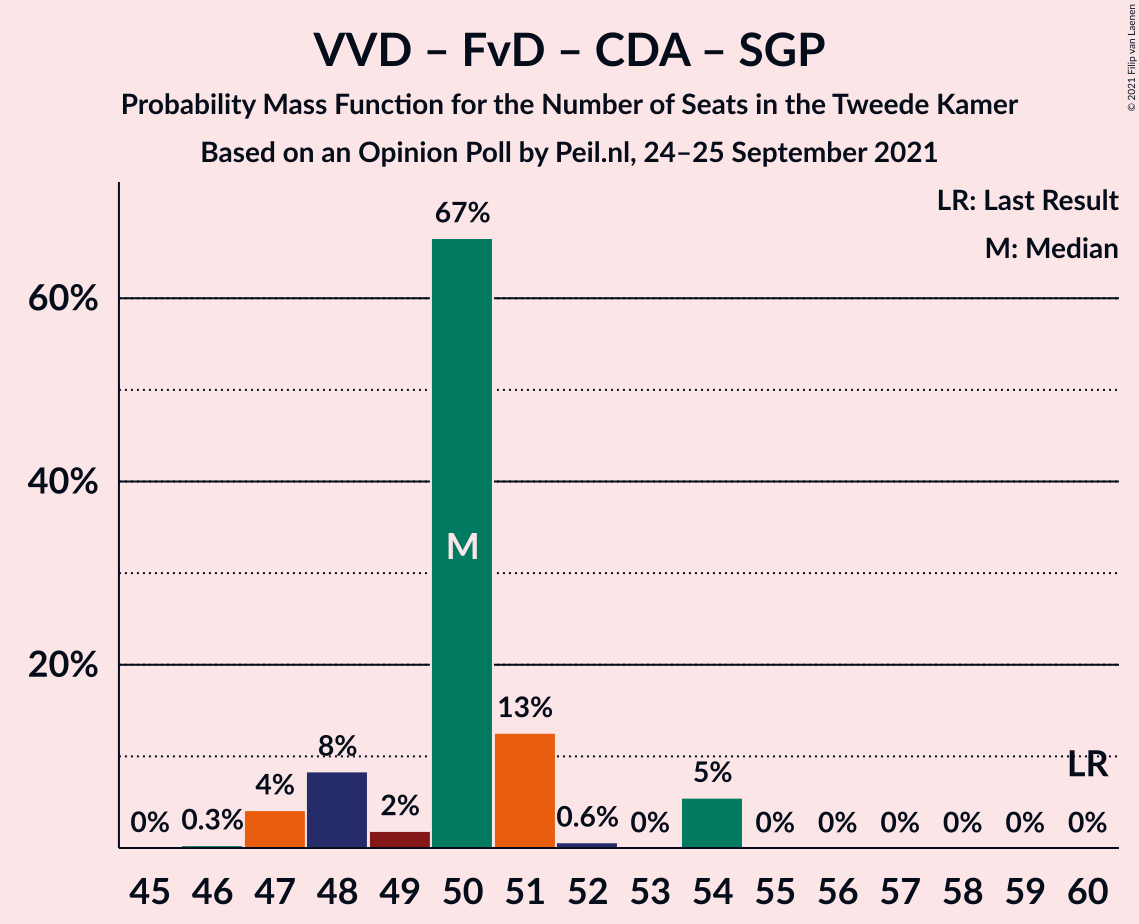 VVD – FvD – CDA – SGP
Probability Mass Function for the Number of Seats in the Tweede Kamer
Based on an Opinion Poll by Peil.nl, 24–25 September 2021
© 2021 Filip van Laenen
LR: Last Result
M: Median
60%
40%
20%
0%
0.3%
4%
8%
2%
67%
M
13%
0.6%
0%
5%
0%
0%
0%
0%
0%
LR
0%
45 46 47 48 49 50 51 52 53 54 55 56 57 58 59 60